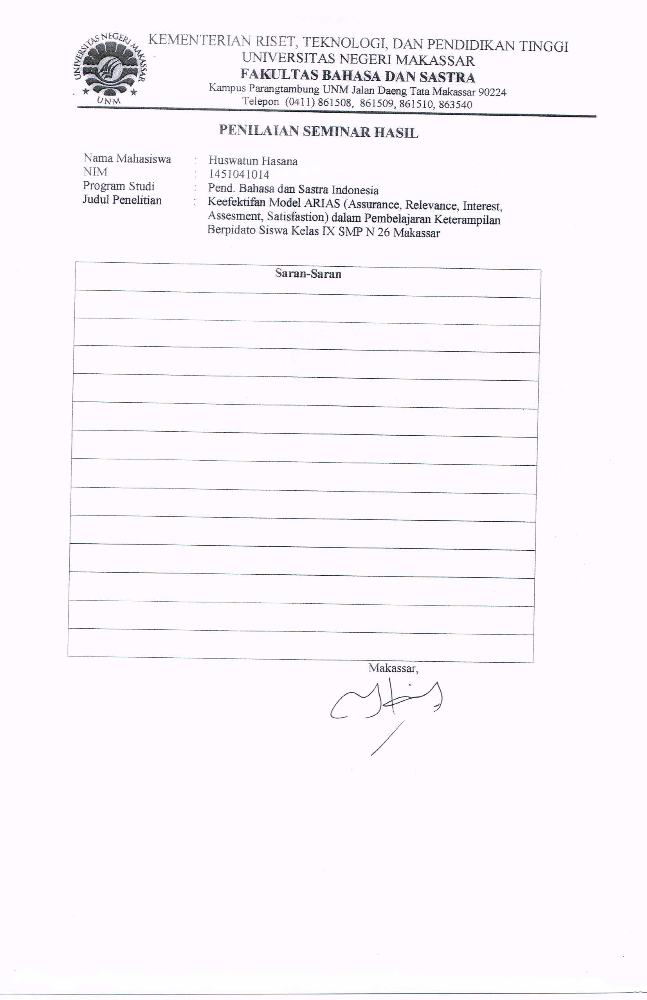 UNIVERSITAS NEGERI MAKASSAR
UNM
KEMENTERIAN RISET, TEKNOLOGI, DAN PENDIDIKAN TINGGI
UNIVERSITAS NEGERI MAKASSAR
FAKULTAS BAHASA DAN SASTRA
Kampus Parangtambung UNM Jalan Daeng Tata Makassar 90224
Telepon (0411) 861508, 861509, 861510, 863540
PENILAIAN SEMINAR HASIL
Nama Mahasiswa : Huswatun Hasana
NIM : 1451041014
Program Studi : Pend. Bahasa dan Sastra Indonesia
Judul Penelitian : Keefektifan Model ARIAS (Assurance, Relevance, Interest,
Assesment, Satisfastion) dalam Pembelajaran Keterampilan
Berpidato Siswa Kelas IX SMP N 26 Makassar
Saran-Saran
Makassar,